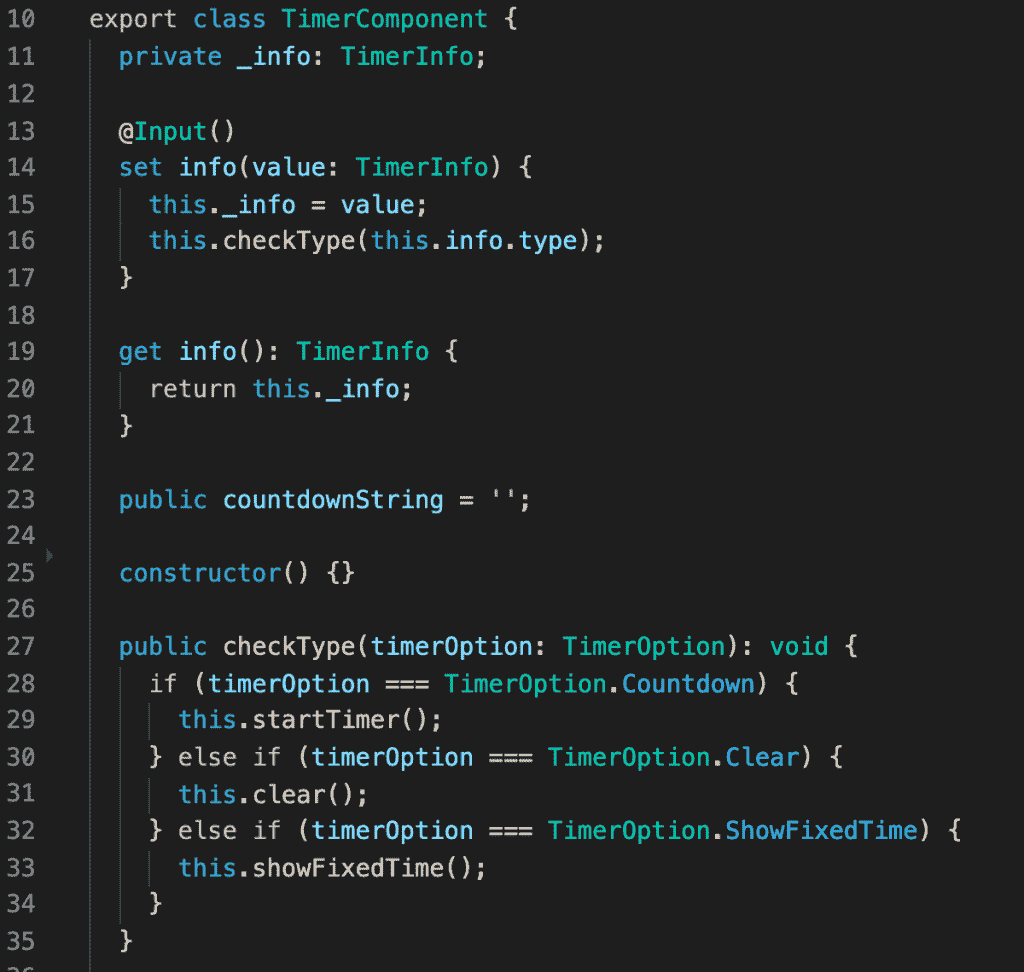 10 export class TimerComponent {
11 private _info: TimerInfo;
12
13 @Input()
14 set info(value: TimerInfo) {
15 this._info = value;
16 this.checkType(this.info.type);
17 }
18
19 get info(): TimerInfo {
20 return this._info;
21 }
22
23 public countdownString = '';
24
25 constructor() {}
26
27 public checkType(timerOption: TimerOption): void {
28 if (timerOption === TimerOption.Countdown) {
29 this.startTimer();
30 } else if (timerOption === TimerOption.Clear) {
31 this.clear();
32 } else if (timerOption === TimerOption.ShowFixedTime) {
33 this.showFixedTime();
34 }
35 }